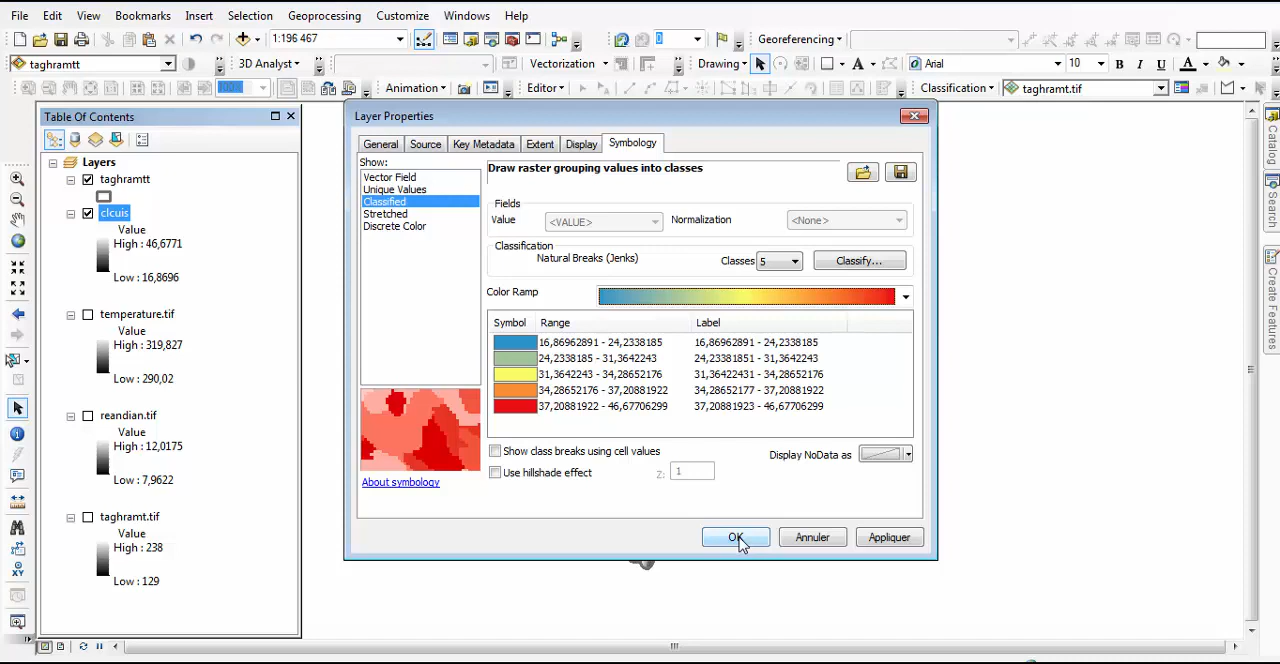 File Edit View Bookmarks Insert Selection Geoprocessing Customize Windows Help
1:196 467 0 Georeferencing
taghramtt 3D Analyst Vectorization Drawing A Arial 10 B I U A
100% Animation Editor Classification taghramt.tif
Table Of Contents
Layers
taghramtt
clcuis
Value
High : 46,6771
Low : 16,8696
temperature.tif
Value
High : 319,827
Low : 290,02
reandian.tif
Value
High : 12,0175
Low : 7,9622
taghramt.tif
Value
High : 238
Low : 129
Layer Properties
General Source Key Metadata Extent Display Symbology
Show:
Vector Field
Unique Values
Classified
Stretched
Discrete Color
About symbology
Draw raster grouping values into classes
Fields
Value <VALUE> Normalization <None>
Classification
Natural Breaks (Jenks) Classes 5 Classify...
Color Ramp
Symbol Range Label
16,86962891 - 24,2338185 16,86962891 - 24,2338185
24,2338185 - 31,3642243 24,23381851 - 31,3642243
31,3642243 - 34,28652176 31,36422431 - 34,28652176
34,28652176 - 37,20881922 34,28652177 - 37,20881922
37,20881922 - 46,67706299 37,20881923 - 46,67706299
Show class breaks using cell values Display NoData as
Use hillshade effect Z: 1
OK Annuler Appliquer
Catalog
Search
Create Features
XY